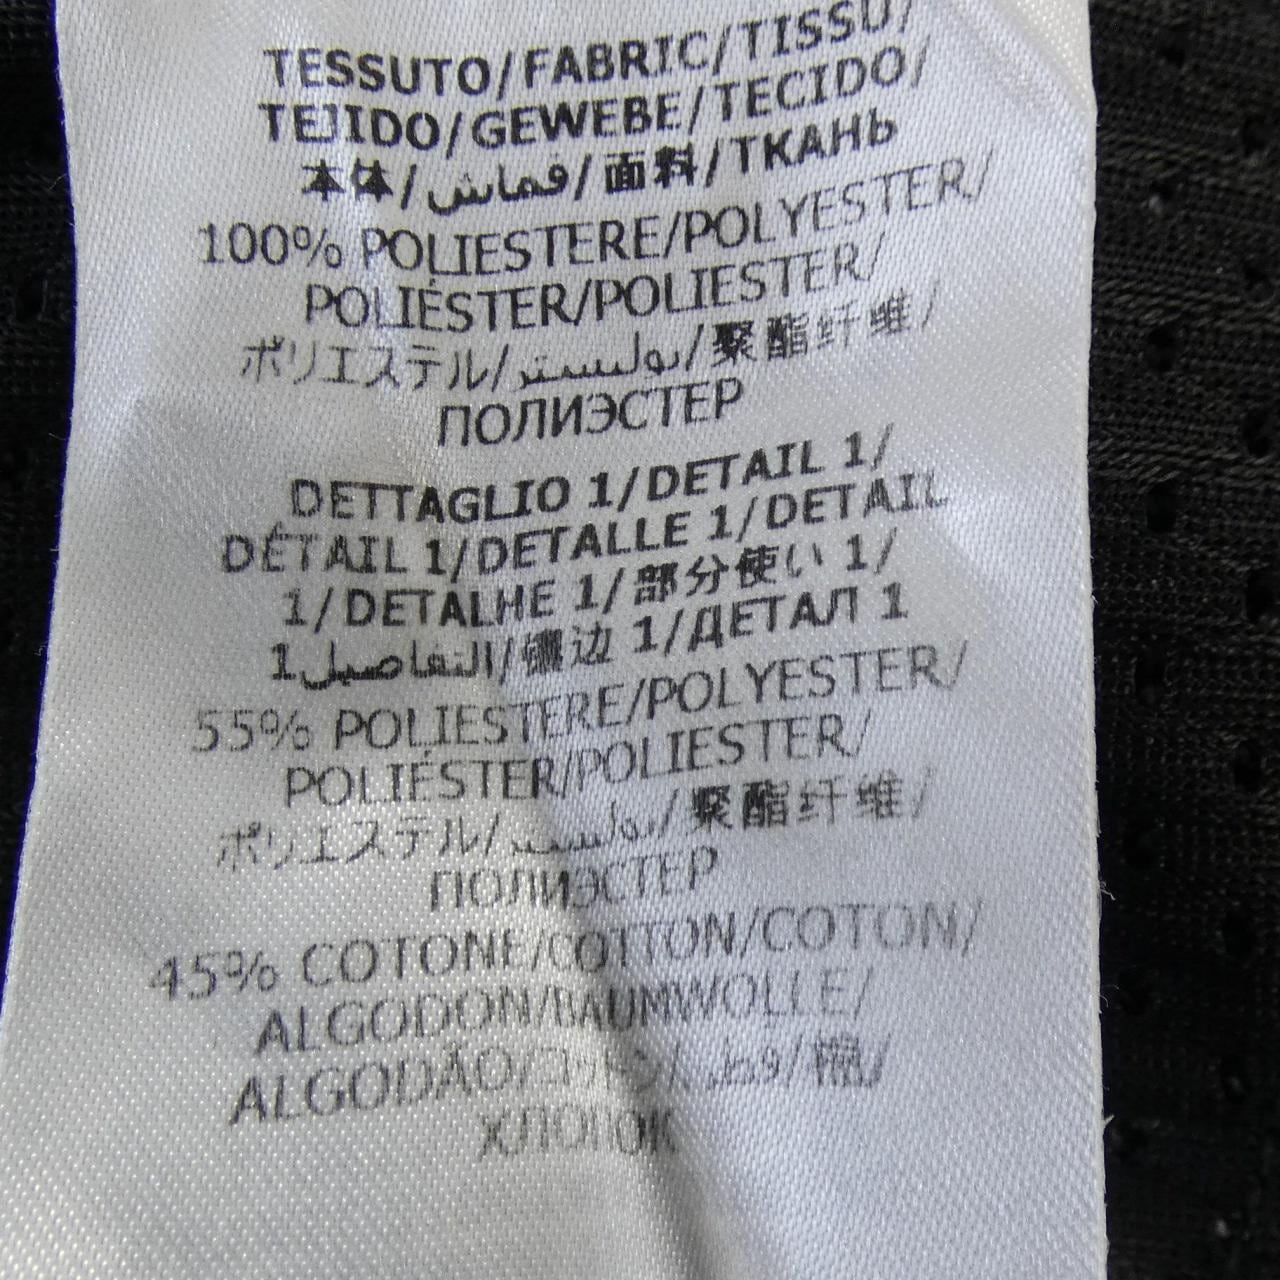 TESSUTO/FABRIC/TISSU/
TEJIDO/GEWEBE/TECIDO/
本体/قماش/面料/ТКАНЬ
100% POLIESTERE/POLYESTER/
POLIÉSTER/POLIESTER/
ポリエステル/بوليستر/聚酯纤维/
ПОЛИЭСТЕР
DETTAGLIO 1/DETAIL 1/
DÉTAIL 1/DETALLE 1/DETAIL
1/DETALHE 1/部分使い 1/
التفاصيل1/镶边 1/ДЕТАЛ 1
55% POLIESTERE/POLYESTER/
POLIÉSTER/POLIESTER/
ポリエステル/بوليستر/聚酯纤维/
ПОЛИЭСТЕР
45% COTONE/COTTON/COTON/
ALGODON/BAUMWOLLE/
ALGODÃO/コットン/قطن/棉/
ХЛОПОК